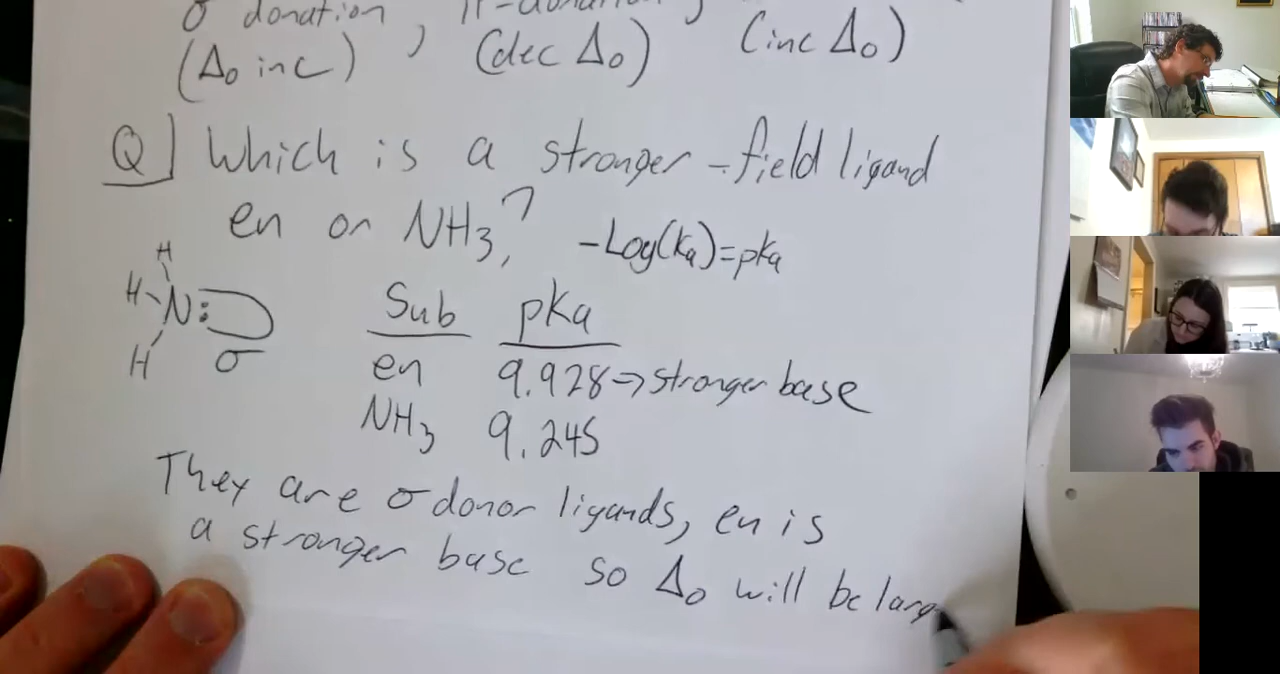 σ donation, π-donation,
(Δo inc), (dec Δo) (inc Δo)
Q] Which is a stronger-field ligand
en or NH3?, -Log(Ka)=pKa
H
H N: σ
H
Sub pKa
en 9.928 => stronger base
NH3 9.245
They are σ donor ligands, en is
a stronger base so Δo will be larg